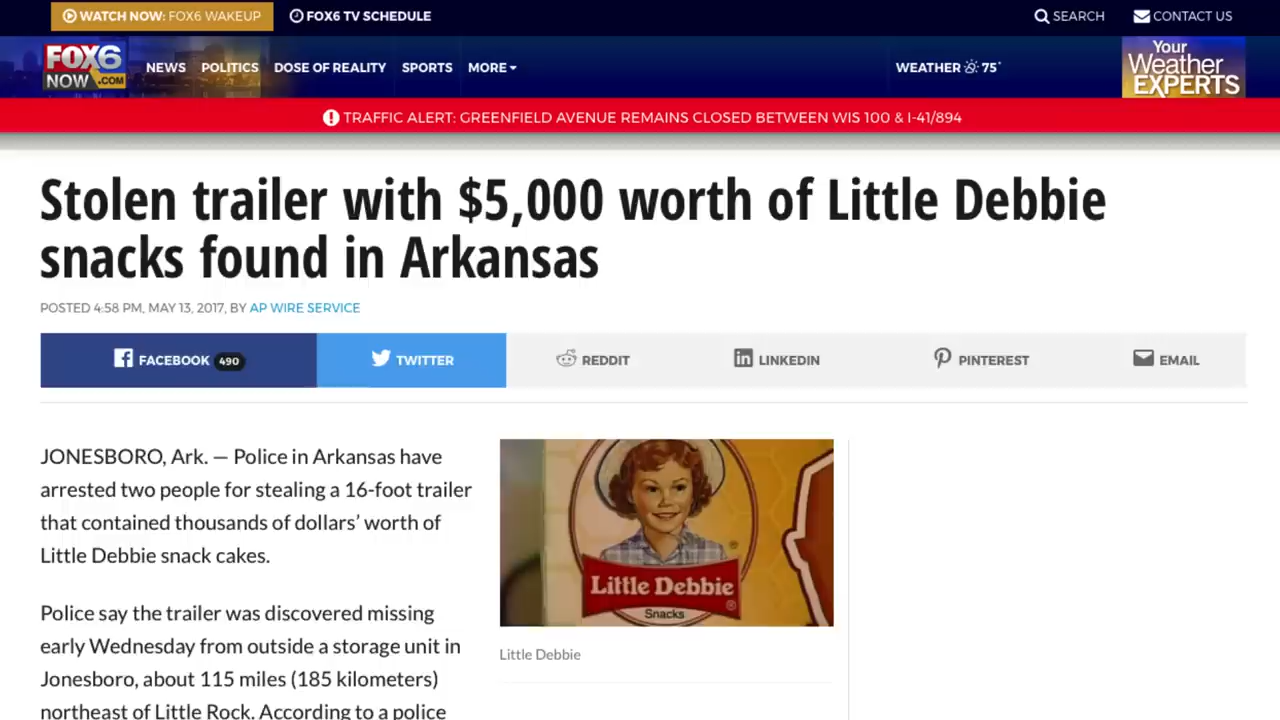 WATCH NOW: FOX6 WAKEUP
FOX6 TV SCHEDULE
SEARCH
CONTACT US
FOX6
NOW.COM
NEWS
POLITICS
DOSE OF REALITY
SPORTS
MORE
WEATHER 75°
Your
Weather
EXPERTS
TRAFFIC ALERT: GREENFIELD AVENUE REMAINS CLOSED BETWEEN WIS 100 & I-41/894
Stolen trailer with $5,000 worth of Little Debbie
snacks found in Arkansas
POSTED 4:58 PM, MAY 13, 2017, BY AP WIRE SERVICE
FACEBOOK 490
TWITTER
REDDIT
LINKEDIN
PINTEREST
EMAIL
JONESBORO, Ark. — Police in Arkansas have
arrested two people for stealing a 16-foot trailer
that contained thousands of dollars’ worth of
Little Debbie snack cakes.
Police say the trailer was discovered missing
early Wednesday from outside a storage unit in
Jonesboro, about 115 miles (185 kilometers)
northeast of Little Rock. According to a police
Little Debbie
®
Snacks
Little Debbie